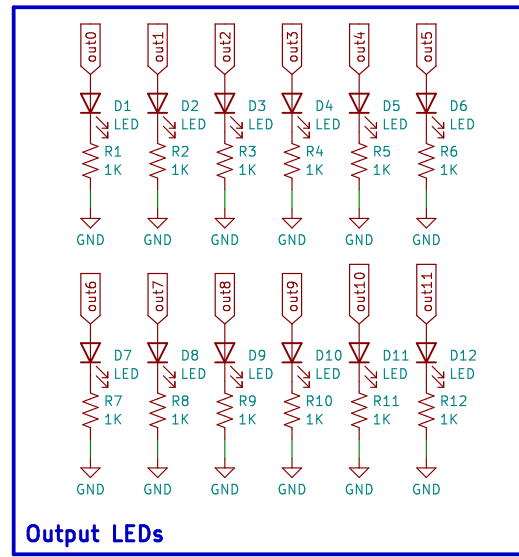 out0 out1 out2 out3 out4 out5
D1 D2 D3 D4 D5 D6
LED LED LED LED LED LED
R1 R2 R3 R4 R5 R6
1K 1K 1K 1K 1K 1K
GND GND GND GND GND GND
out6 out7 out8 out9 out10 out11
D7 D8 D9 D10 D11 D12
LED LED LED LED LED LED
R7 R8 R9 R10 R11 R12
1K 1K 1K 1K 1K 1K
GND GND GND GND GND GND
Output LEDs